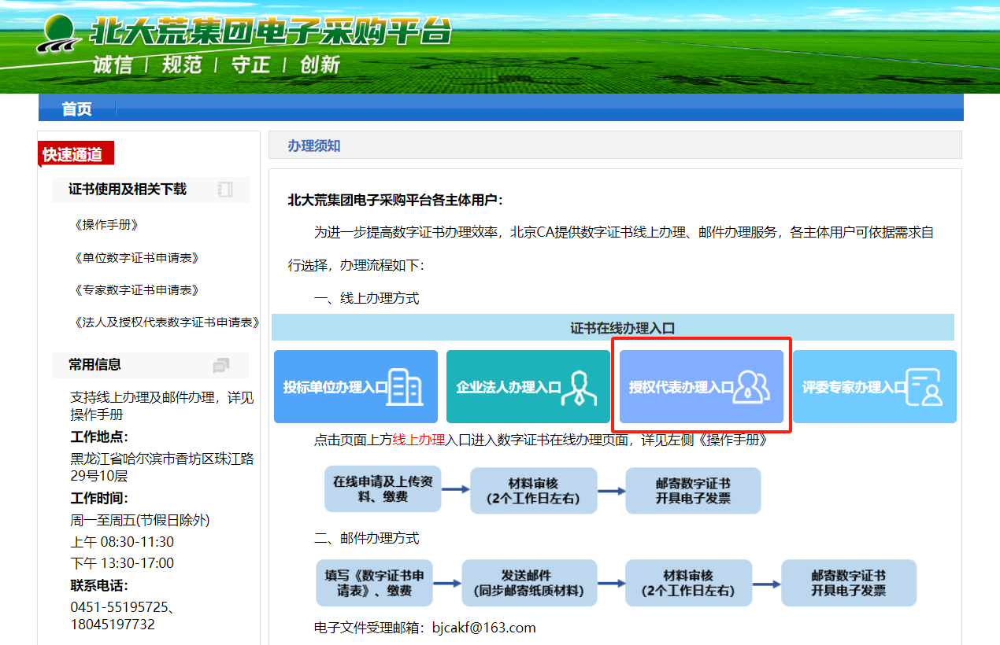 北大荒集团电子采购平台
诚信 | 规范 | 守正 | 创新
首页
快速通道
证书使用及相关下载
《操作手册》
《单位数字证书申请表》
《专家数字证书申请表》
《法人及授权代表数字证书申请表》
常用信息
支持线上办理及邮件办理，详见
操作手册
工作地点：
黑龙江省哈尔滨市香坊区珠江路
29号10层
工作时间：
周一至周五(节假日除外)
上午 08:30-11:30
下午 13:30-17:00
联系电话：
0451-55195725、
18045197732
办理须知
北大荒集团电子采购平台各主体用户：
为进一步提高数字证书办理效率，北京CA提供数字证书线上办理、邮件办理服务，各主体用户可依据需求自
行选择，办理流程如下：
一、线上办理方式
证书在线办理入口
投标单位办理入口
企业法人办理入口
授权代表办理入口
评委专家办理入口
点击页面上方线上办理入口进入数字证书在线办理页面，详见左侧《操作手册》
在线申请及上传资
料、缴费
材料审核
(2个工作日左右)
邮寄数字证书
开具电子发票
二、邮件办理方式
填写《数字证书申
请表》、缴费
发送邮件
(同步邮寄纸质材料)
材料审核
(2个工作日左右)
邮寄数字证书
开具电子发票
电子文件受理邮箱：bjcakf@163.com